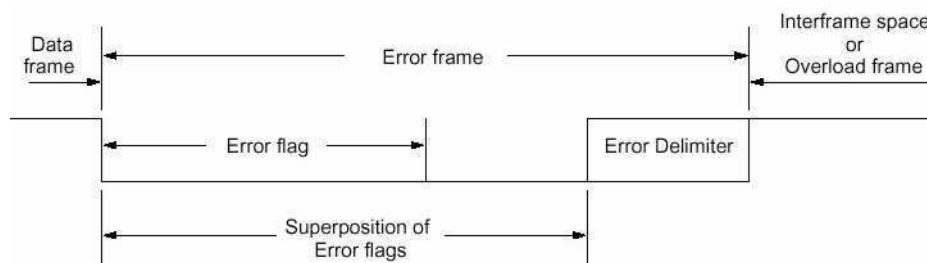 Data
frame
Error frame
Interframe space
or
Overload frame
Error flag
Error Delimiter
Superposition of
Error flags